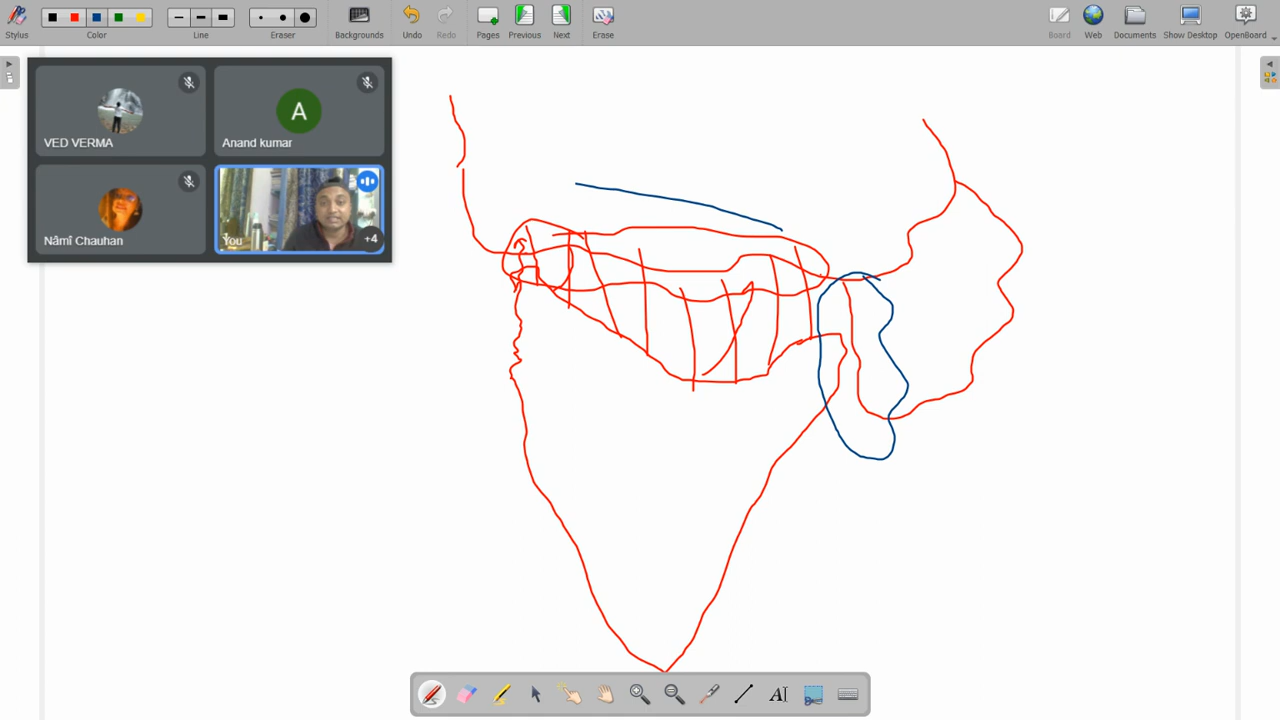 Stylus
Color
Line
Eraser
Backgrounds
Undo
Redo
Pages
Previous
Next
Erase
Board
Web
Documents
Show Desktop
OpenBoard
VED VERMA
A
Anand kumar
Nâmî Chauhan
You
+4
AI